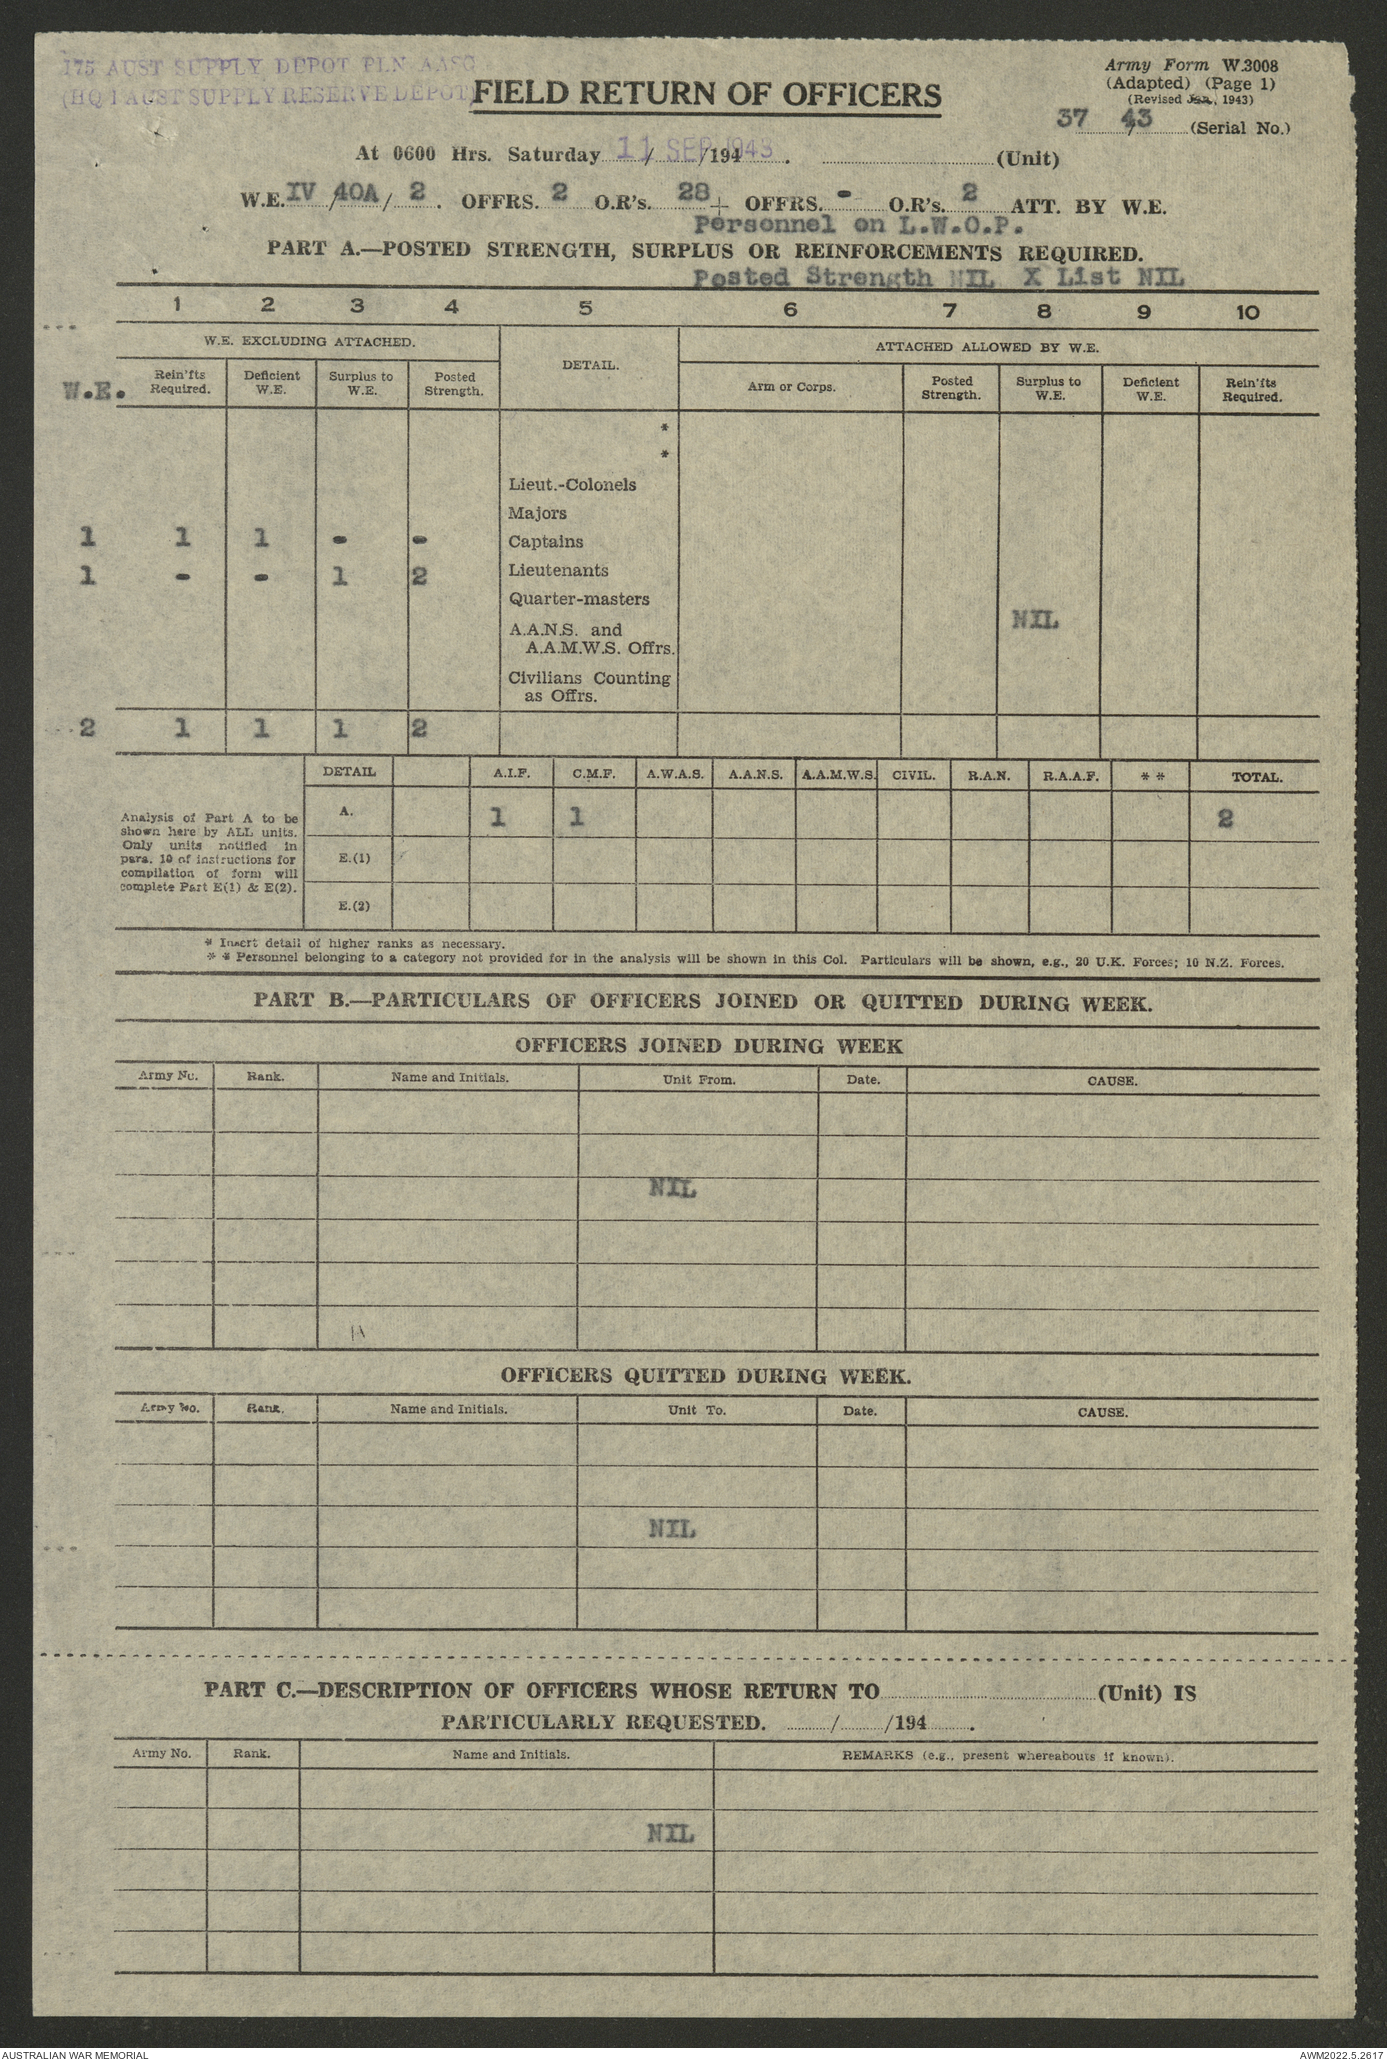 175 AUST SUPPLY DEPOT PLN AASC
(HQ 1 AUST SUPPLY RESERVE DEPOT)
FIELD RETURN OF OFFICERS
Army Form W.3008
(Adapted) (Page 1)
(Revised Jan., 1943)
37 / 43 (Serial No.)
At 0600 Hrs. Saturday 11 / SEP /194 1943 . (Unit)
W.E. IV / 40A / 2 . OFFRS. 2 O.R's. 28 + OFFRS. - O.R's. 2 ATT. BY W.E.
Personnel on L.W.O.P.
PART A.—POSTED STRENGTH, SURPLUS OR REINFORCEMENTS REQUIRED.
Posted Strength NIL X List NIL
1 2 3 4 5 6 7 8 9 10
W.E. EXCLUDING ATTACHED. DETAIL. ATTACHED ALLOWED BY W.E.
W.E. Rein'fts Required. Deficient W.E. Surplus to W.E. Posted Strength. Arm or Corps. Posted Strength. Surplus to W.E. Deficient W.E. Rein'fts Required.
*
*
Lieut.-Colonels
Majors
1 1 1 - - Captains
1 - - 1 2 Lieutenants
Quarter-masters
NIL
A.A.N.S. and
A.A.M.W.S. Offrs.
Civilians Counting
as Offrs.
2 1 1 1 2
DETAIL A.I.F. C.M.F. A.W.A.S. A.A.N.S. A.A.M.W.S. CIVIL. R.A.N. R.A.A.F. * * TOTAL.
A. 1 1 2
Analysis of Part A to be
shown here by ALL units.
Only units notified in
para. 10 of instructions for
compilation of form will
complete Part E(1) & E(2).
E.(1)
E.(2)
* Insert detail of higher ranks as necessary.
* * Personnel belonging to a category not provided for in the analysis will be shown in this Col. Particulars will be shown, e.g., 20 U.K. Forces; 10 N.Z. Forces.
PART B.—PARTICULARS OF OFFICERS JOINED OR QUITTED DURING WEEK.
OFFICERS JOINED DURING WEEK
Army No. Rank. Name and Initials. Unit From. Date. CAUSE.
NIL
OFFICERS QUITTED DURING WEEK.
Army No. Rank. Name and Initials. Unit To. Date. CAUSE.
NIL
PART C.—DESCRIPTION OF OFFICERS WHOSE RETURN TO (Unit) IS
PARTICULARLY REQUESTED. / /194 .
Army No. Rank. Name and Initials. REMARKS (e.g., present whereabouts if known).
NIL
AUSTRALIAN WAR MEMORIAL AWM2022.5.2617